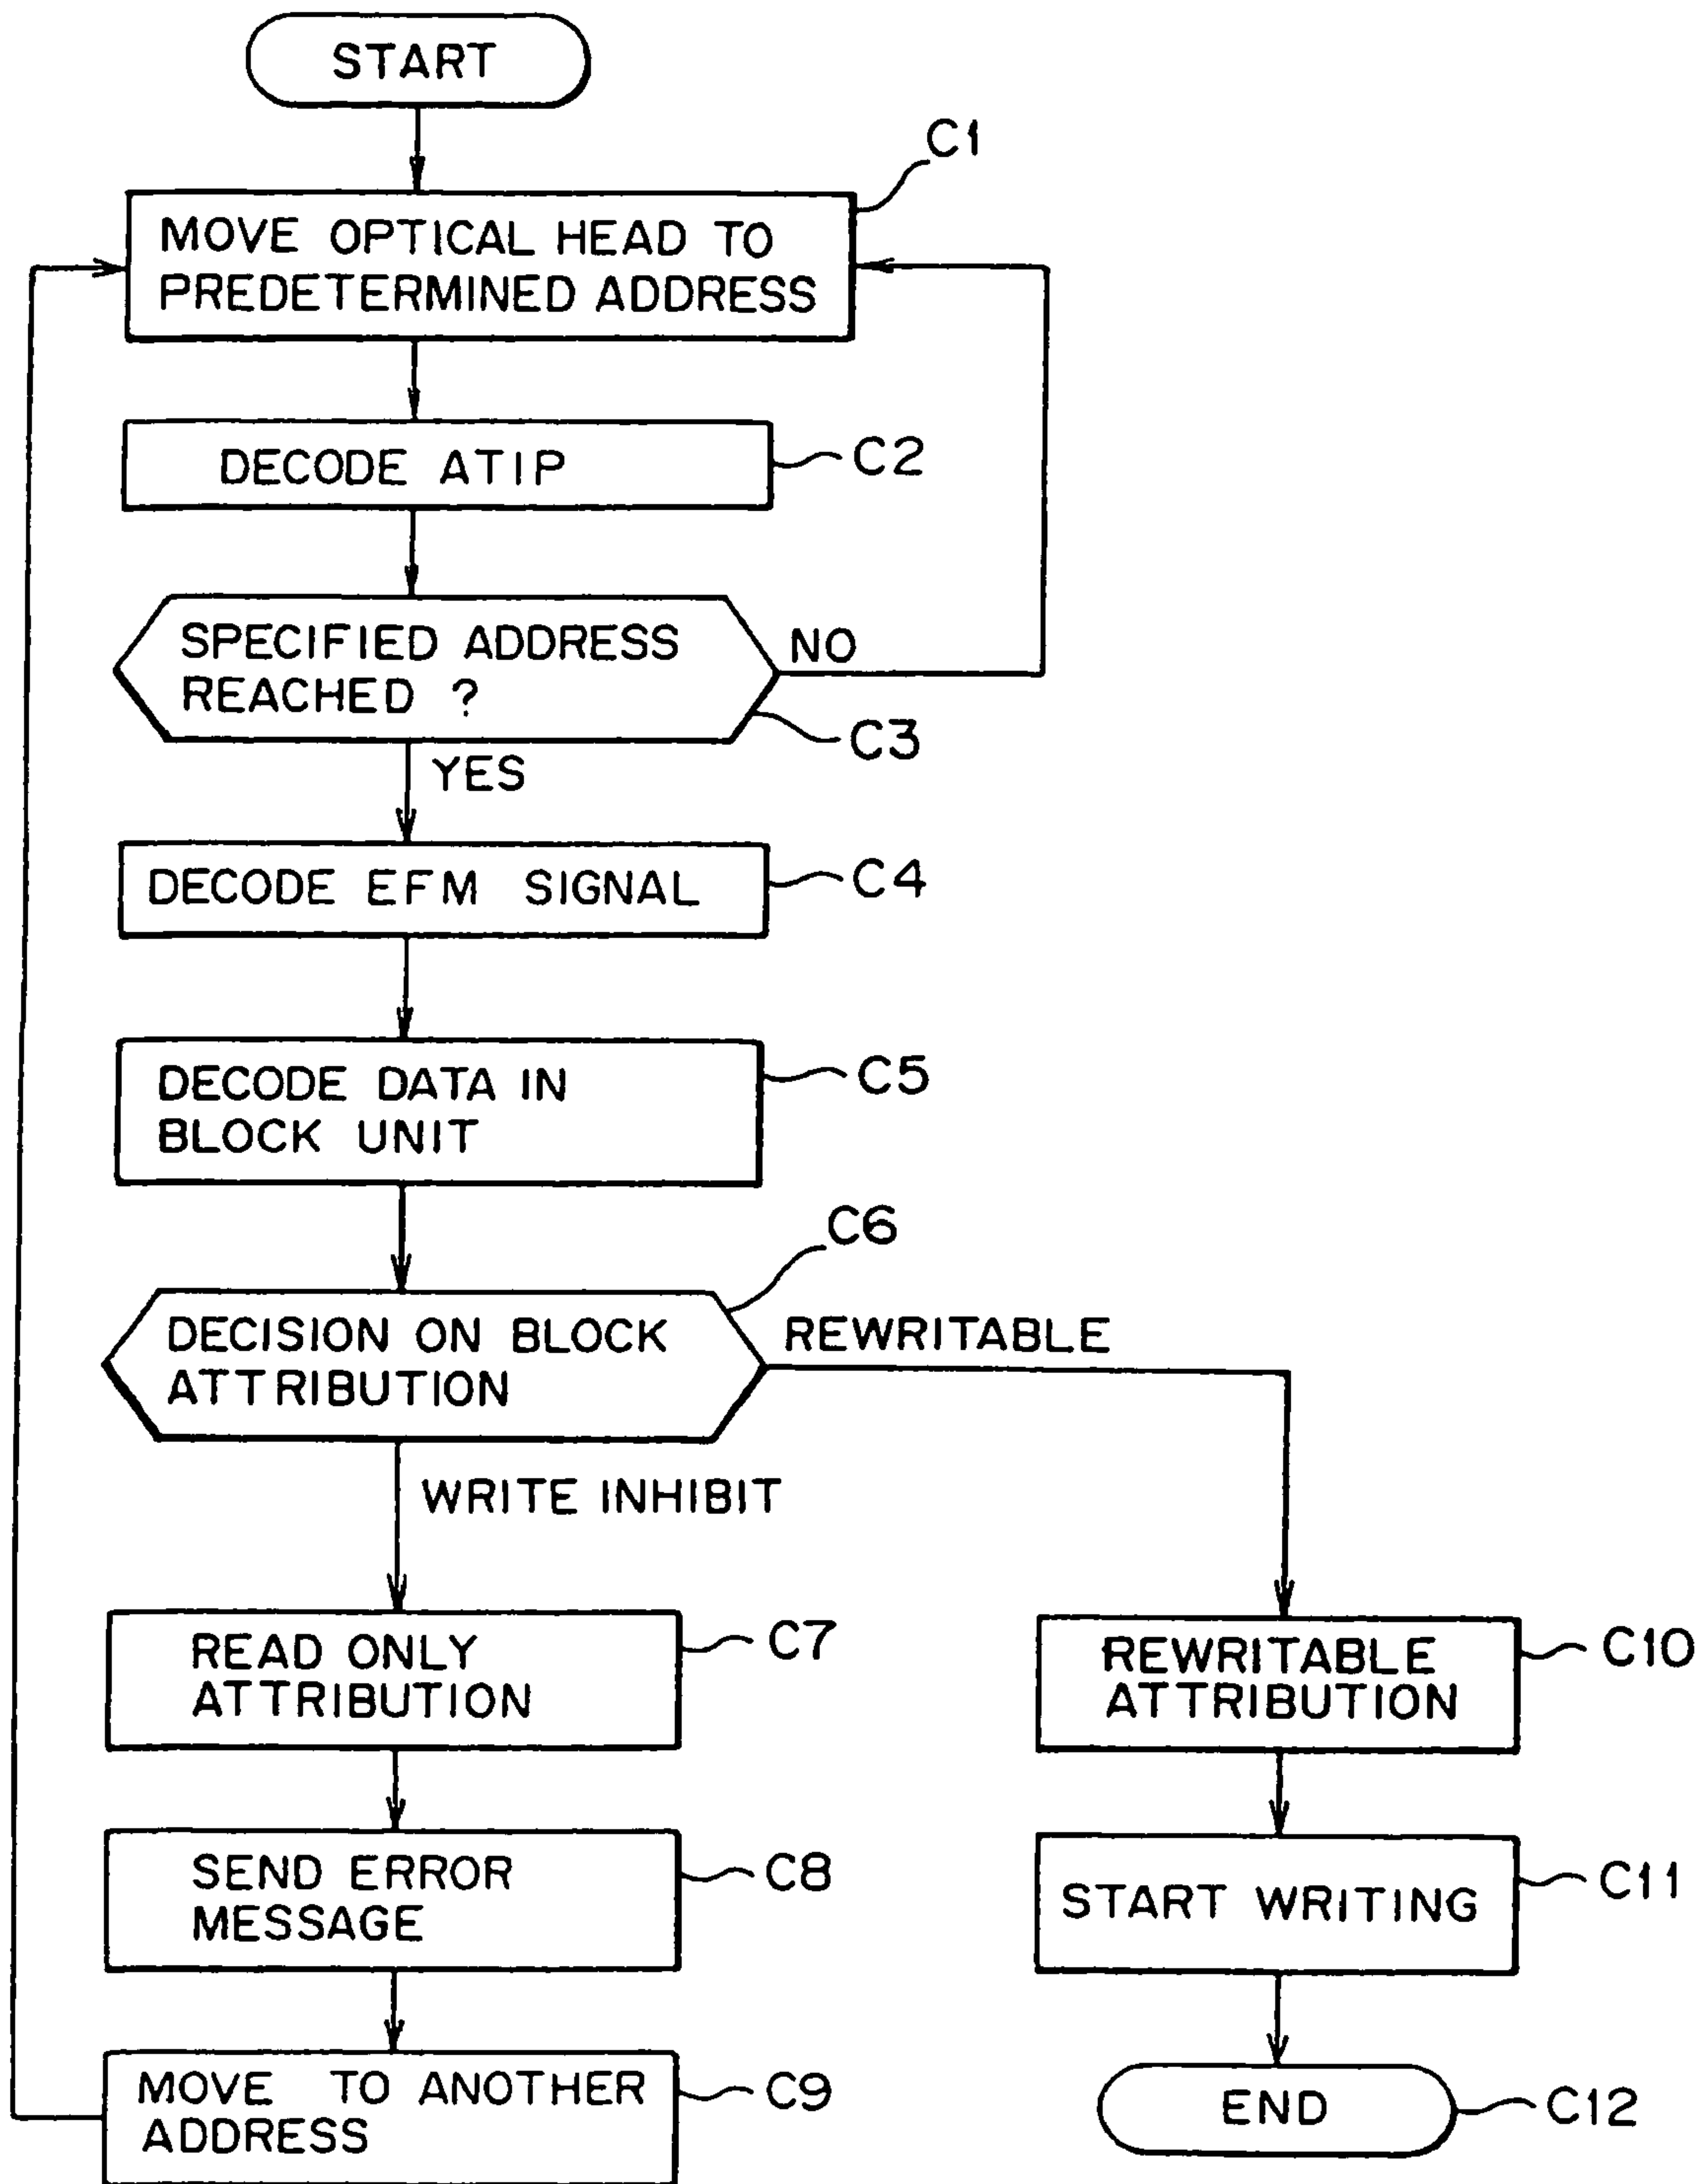 START
C1
MOVE OPTICAL HEAD TO
PREDETERMINED ADDRESS
DECODE ATIP
C2
SPECIFIED ADDRESS
REACHED ?
NO
C3
YES
DECODE EFM SIGNAL
C4
DECODE DATA IN
BLOCK UNIT
C5
C6
DECISION ON BLOCK
ATTRIBUTION
REWRITABLE
WRITE INHIBIT
READ ONLY
ATTRIBUTION
C7
REWRITABLE
ATTRIBUTION
C10
SEND ERROR
MESSAGE
C8
START WRITING
C11
MOVE TO ANOTHER
ADDRESS
C9
END
C12